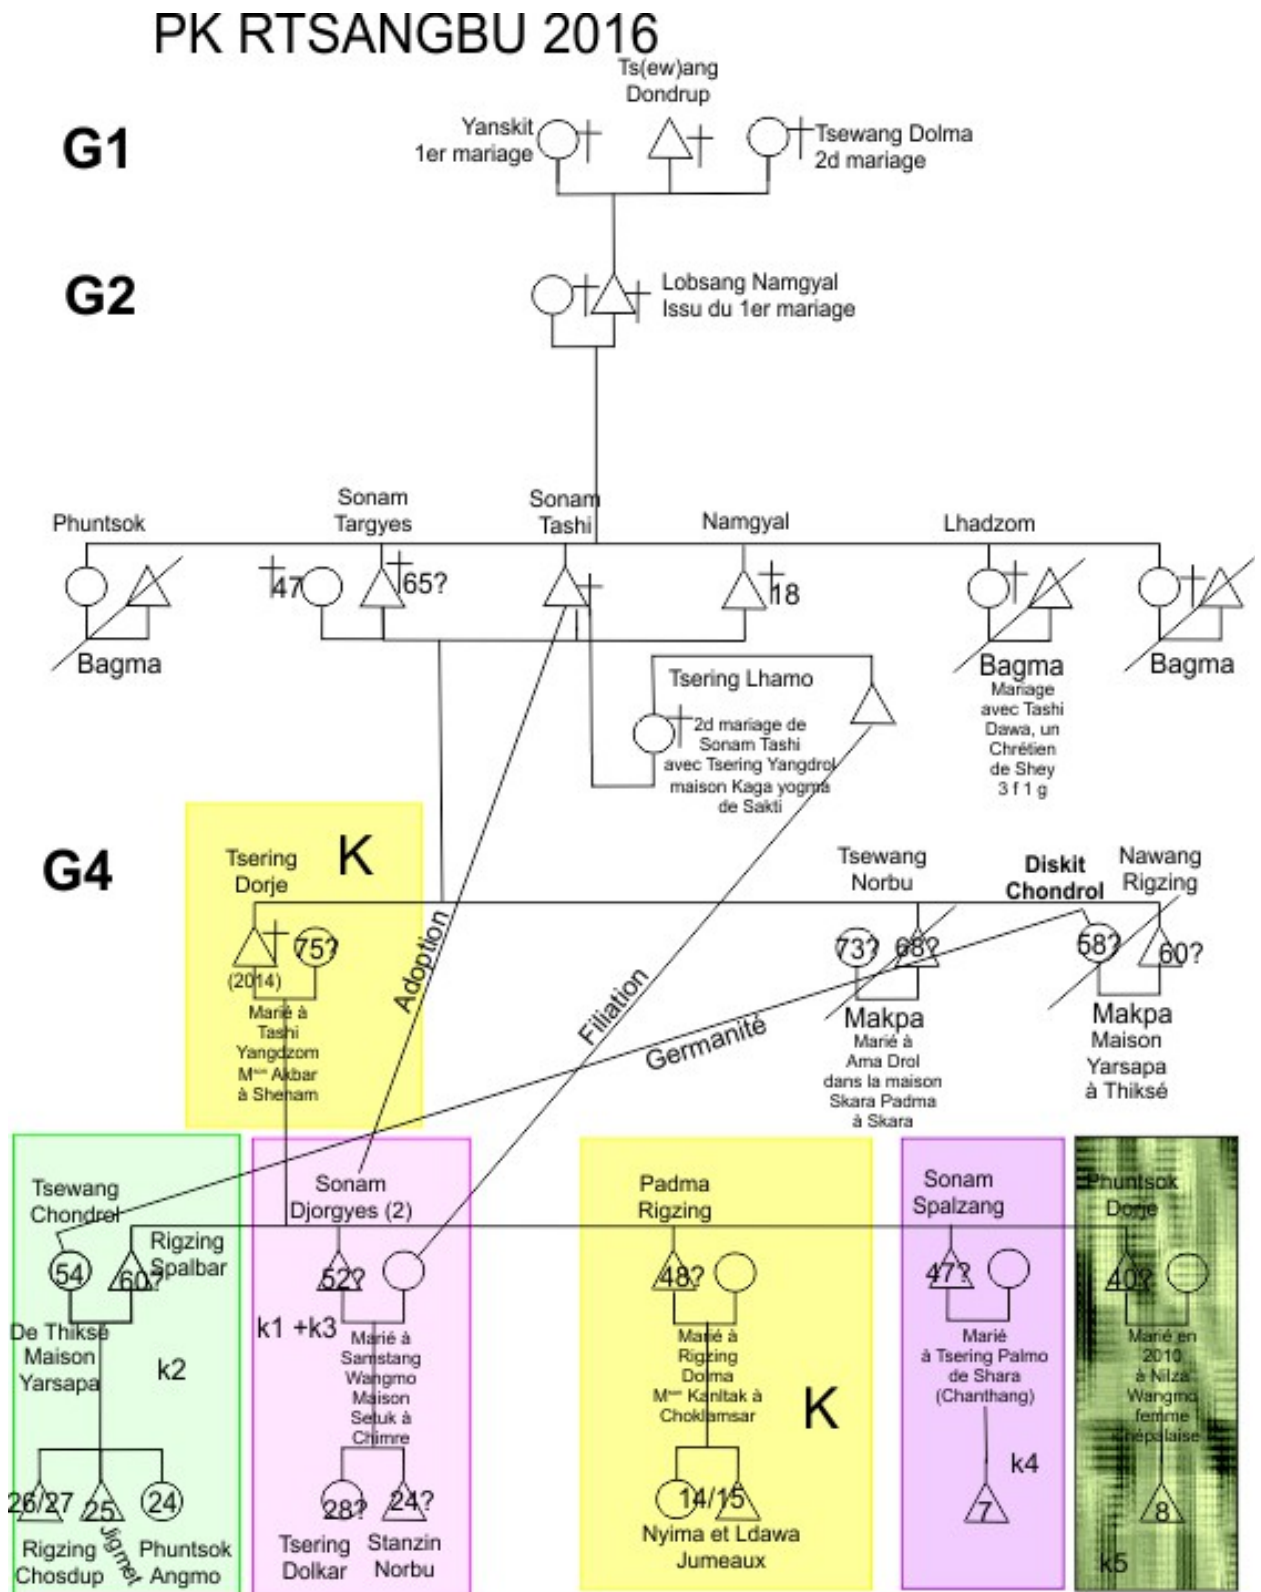 PK RTSANGBU 2016
Ts(ew)ang
Dondrup
G1
Yanskit
1er mariage
Tsewang Dolma
2d mariage
G2
Lobsang Namgyal
Issu du 1er mariage
Phuntsok
Sonam
Targyes
Sonam
Tashi
Namgyal
Lhadzom
47
65?
18
Bagma
Bagma
Mariage
avec Tashi
Dawa, un
Chrétien
de Shey
3 f 1 g
Bagma
Tsering Lhamo
2d mariage de
Sonam Tashi
avec Tsering Yangdrol
maison Kaga yogma
de Sakti
G4
Tsering
Dorje
K
75?
(2014)
Marié à
Tashi
Yangdzom
Mson Akbar
à Shenam
Adoption
Filiation
Germanité
Tsewang
Norbu
73?
68?
Makpa
Marié à
Ama Drol
dans la maison
Skara Padma
à Skara
Diskit
Chondrol
Nawang
Rigzing
58?
60?
Makpa
Maison
Yarsapa
à Thiksé
Tsewang
Chondrol
Rigzing
Spalbar
54
60?
De Thiksé
Maison
Yarsapa
k2
26/27
25
24
Rigzing
Chosdup
Jigmet
Phuntsok
Angmo
Sonam
Djorgyes (2)
52?
k1 +k3
Marié à
Samstang
Wangmo
Maison
Setuk à
Chimre
28?
24?
Tsering
Dolkar
Stanzin
Norbu
Padma
Rigzing
48?
Marié à
Rigzing
Dolma
Mson Kanltak à
Choklamsar
K
14/15
Nyima et Ldawa
Jumeaux
Sonam
Spalzang
47?
Marié
à Tsering Palmo
de Shara
(Chanthang)
k4
7
Phuntsok
Dorje
40?
Marié en
2010
à Nilza
Wangmo
femme
népalaise
8
k5